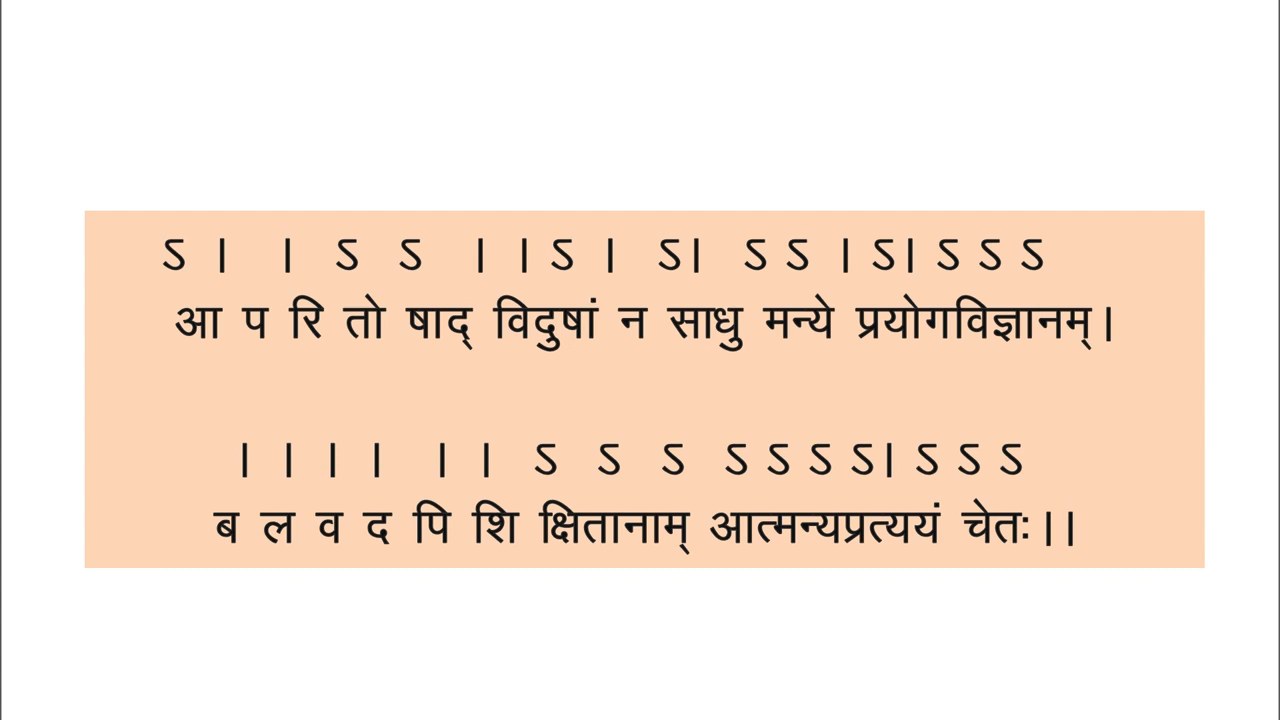 ऽ । । ऽ ऽ । । ऽ । ऽ। ऽ ऽ । ऽ। ऽ ऽ ऽ
आ प रि तो षाद् विदुषां न साधु मन्ये प्रयोगविज्ञानम्।
। । । । । । ऽ ऽ ऽ ऽ ऽ ऽ ऽ। ऽ ऽ ऽ
ब ल व द पि शि क्षितानाम् आत्मन्यप्रत्ययं चेतः।।